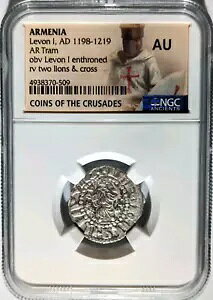 ARMENIA
Levon I, AD 1198-1219
AR Tram
obv Levon I enthroned
rv two lions & cross
4938370-509
AU
NGC
ANCIENTS
COINS OF THE CRUSADES